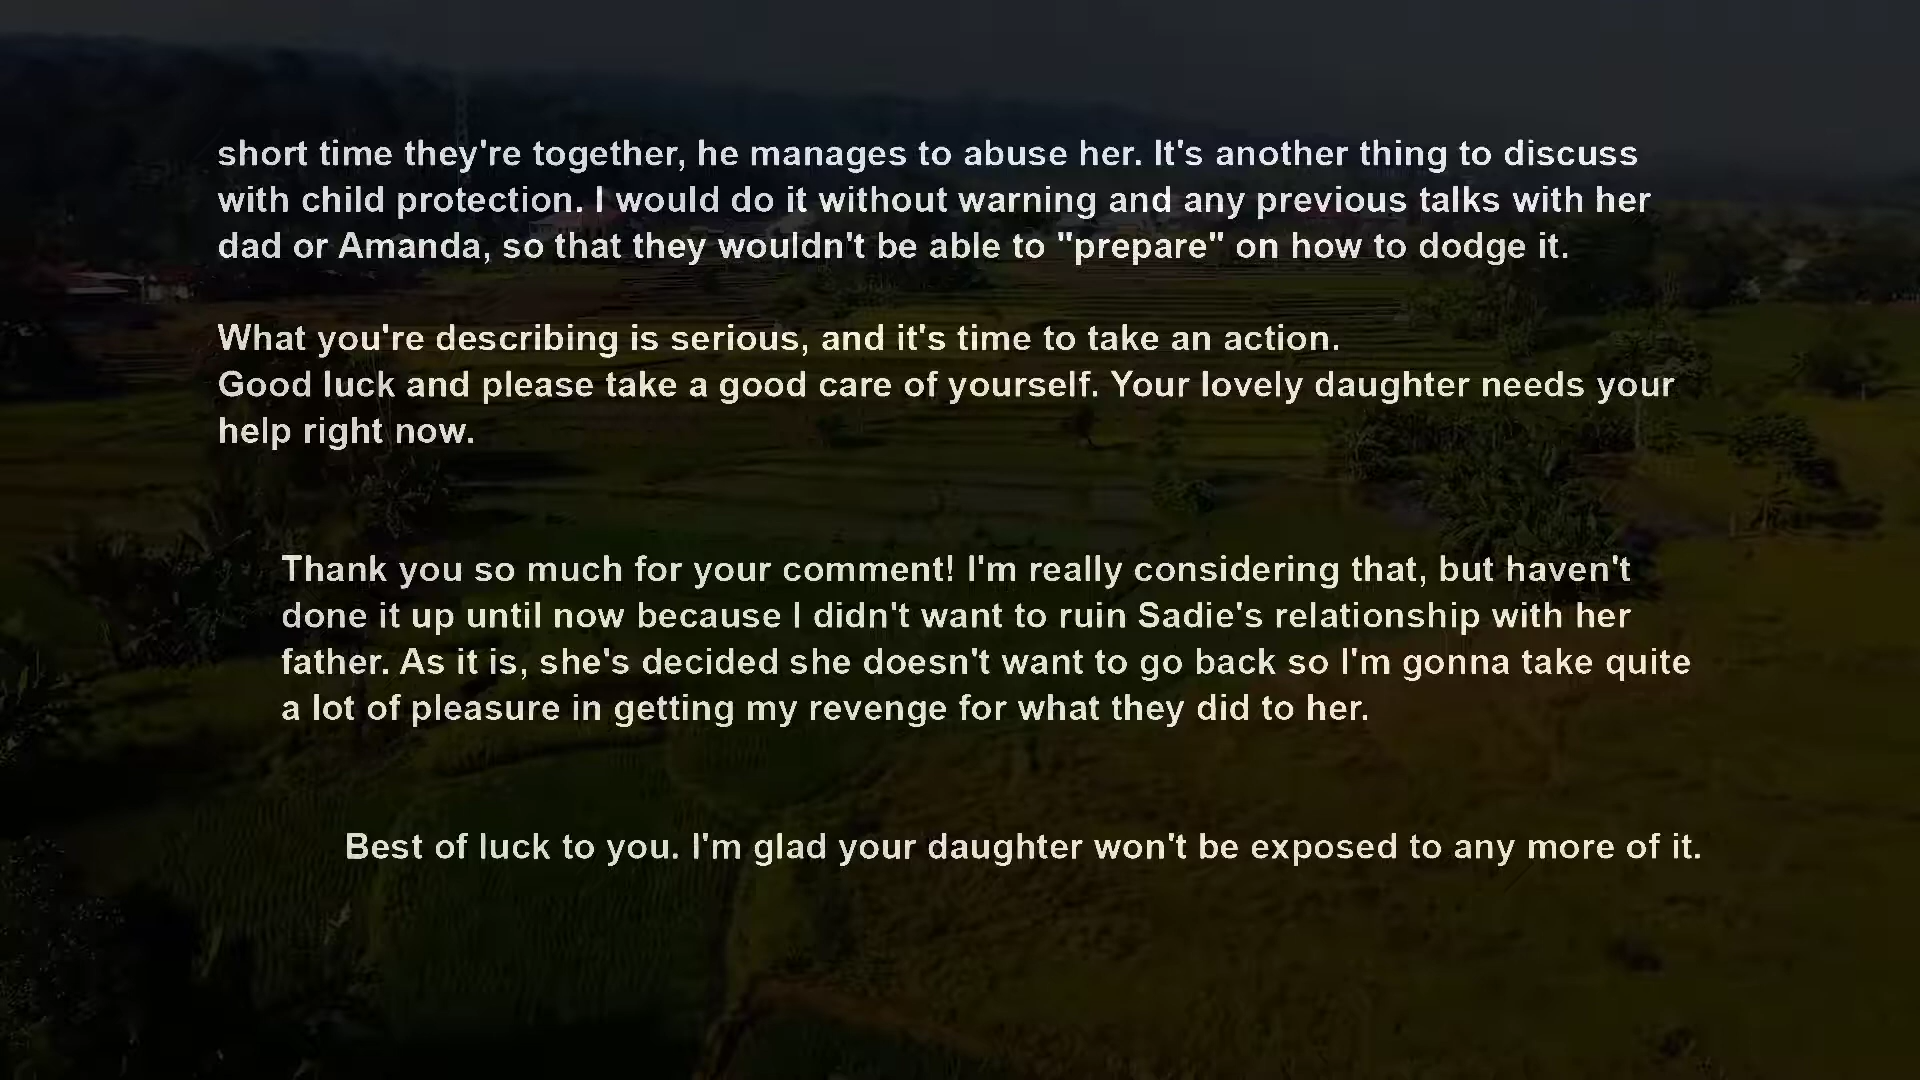 short time they're together, he manages to abuse her. It's another thing to discuss
with child protection. I would do it without warning and any previous talks with her
dad or Amanda, so that they wouldn't be able to "prepare" on how to dodge it.
What you're describing is serious, and it's time to take an action.
Good luck and please take a good care of yourself. Your lovely daughter needs your
help right now.
Thank you so much for your comment! I'm really considering that, but haven't
done it up until now because I didn't want to ruin Sadie's relationship with her
father. As it is, she's decided she doesn't want to go back so I'm gonna take quite
a lot of pleasure in getting my revenge for what they did to her.
Best of luck to you. I'm glad your daughter won't be exposed to any more of it.